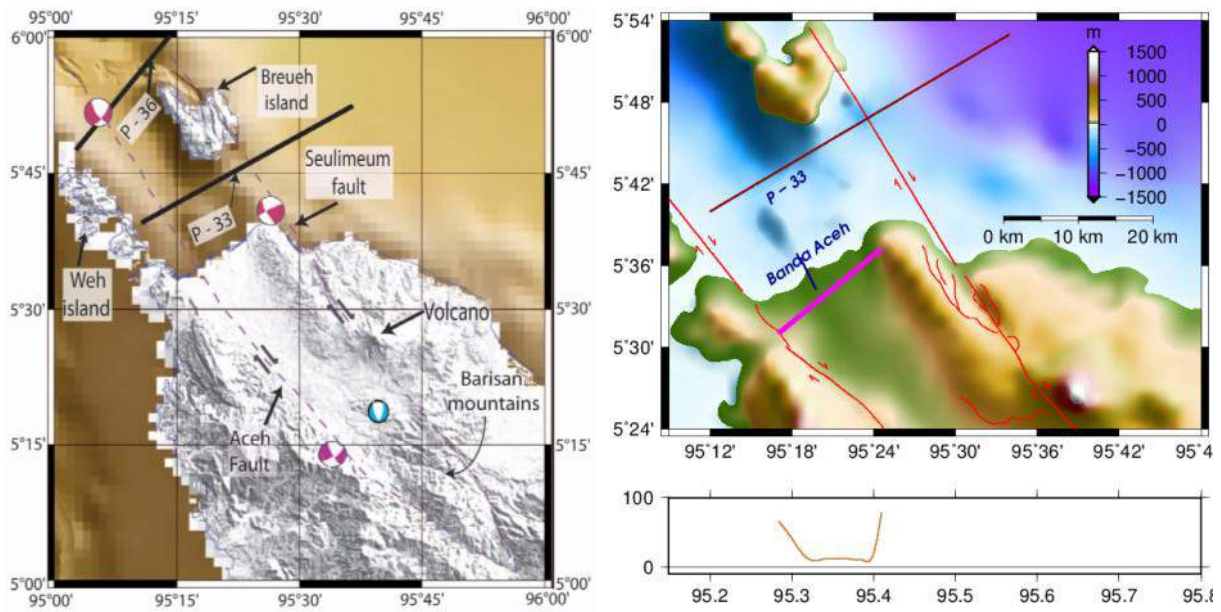 95°00' 95°15' 95°30' 95°45' 96°00'
6°00' 6°00'
Breueh
island
P - 36
Seulimeum
fault
5°45' 5°45'
P - 33
Weh
island
5°30' 5°30'
Volcano
Barisan
mountains
Aceh
Fault
5°15' 5°15'
5°00' 5°00'
95°00' 95°15' 95°30' 95°45' 96°00'
5°54'
5°48'
5°42'
5°36'
5°30'
5°24'
m
1500
1000
500
0
−500
−1000
−1500
P - 33
Banda Aceh
0 km 10 km 20 km
95°12' 95°18' 95°24' 95°30' 95°36' 95°4
100
0
95.2 95.3 95.4 95.5 95.6 95.7 95.8